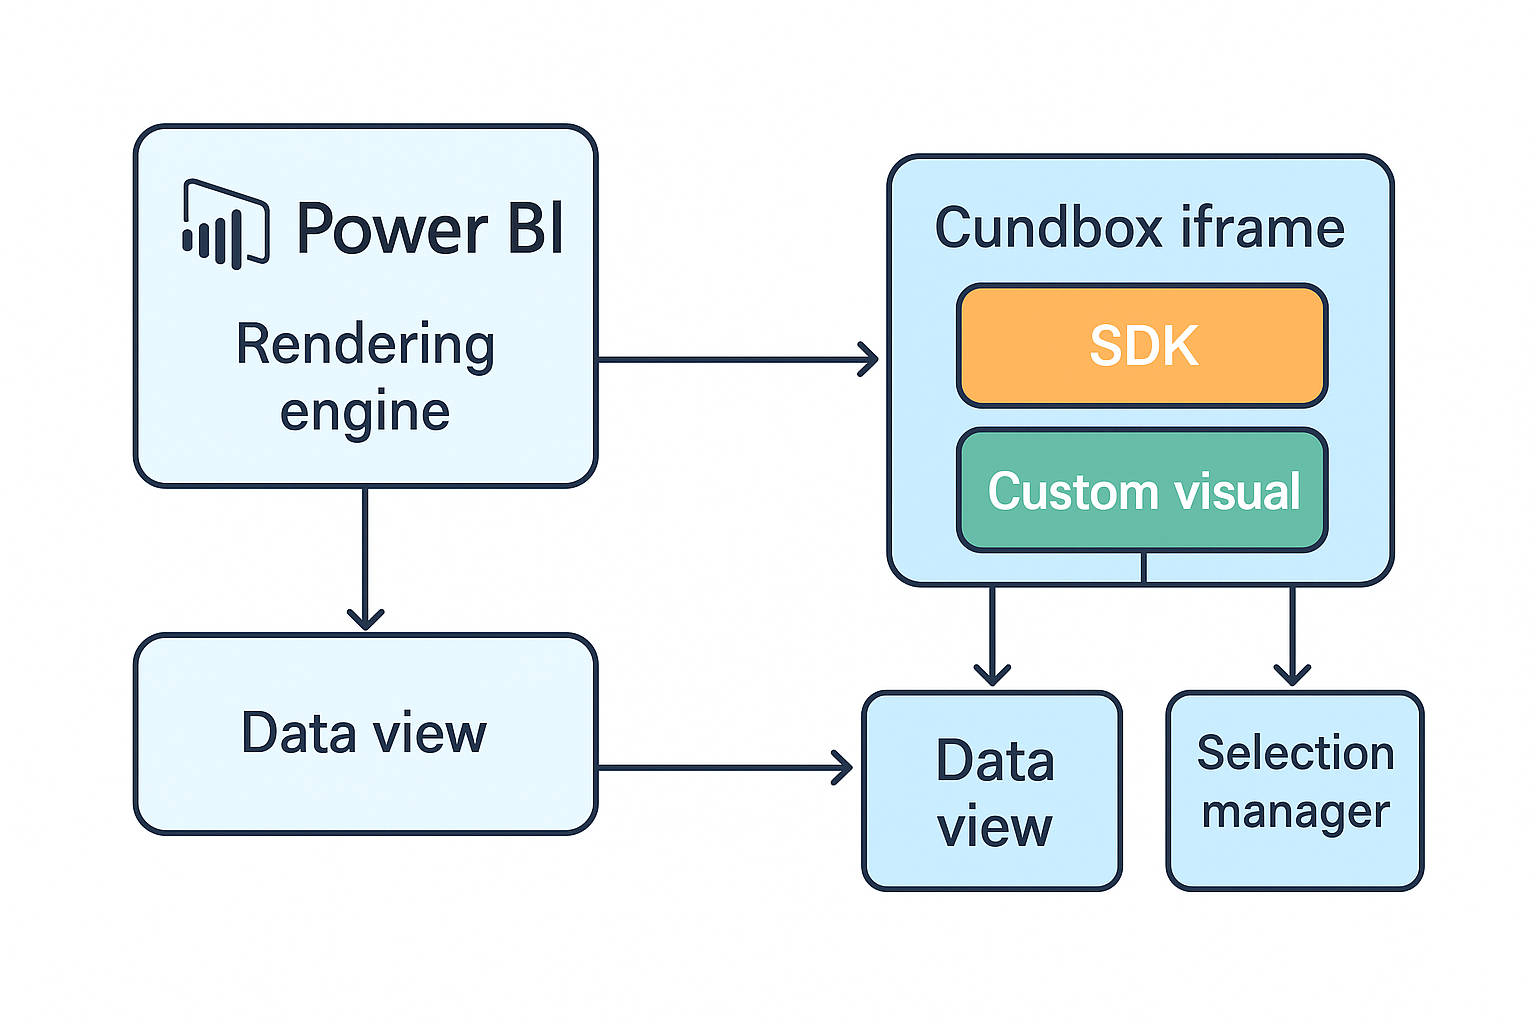 Power BI
Rendering
engine
Cundbox iframe
SDK
Custom visual
Data view
Data
view
Selection
manager